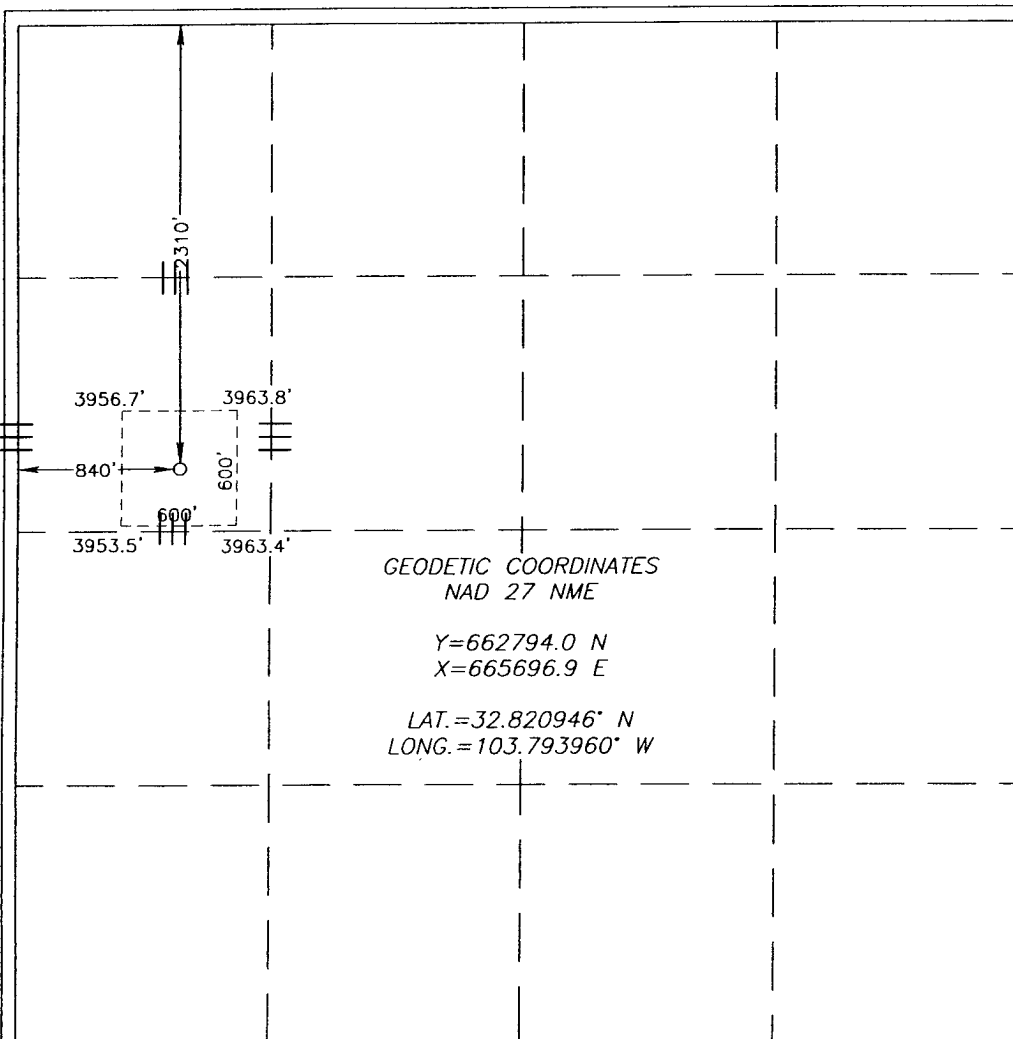 2310'
3956.7' 3963.8'
840'
600'
600'
3953.5' 3963.4'
GEODETIC COORDINATES
NAD 27 NME
Y=662794.0 N
X=665696.9 E
LAT.=32.820946° N
LONG.=103.793960° W